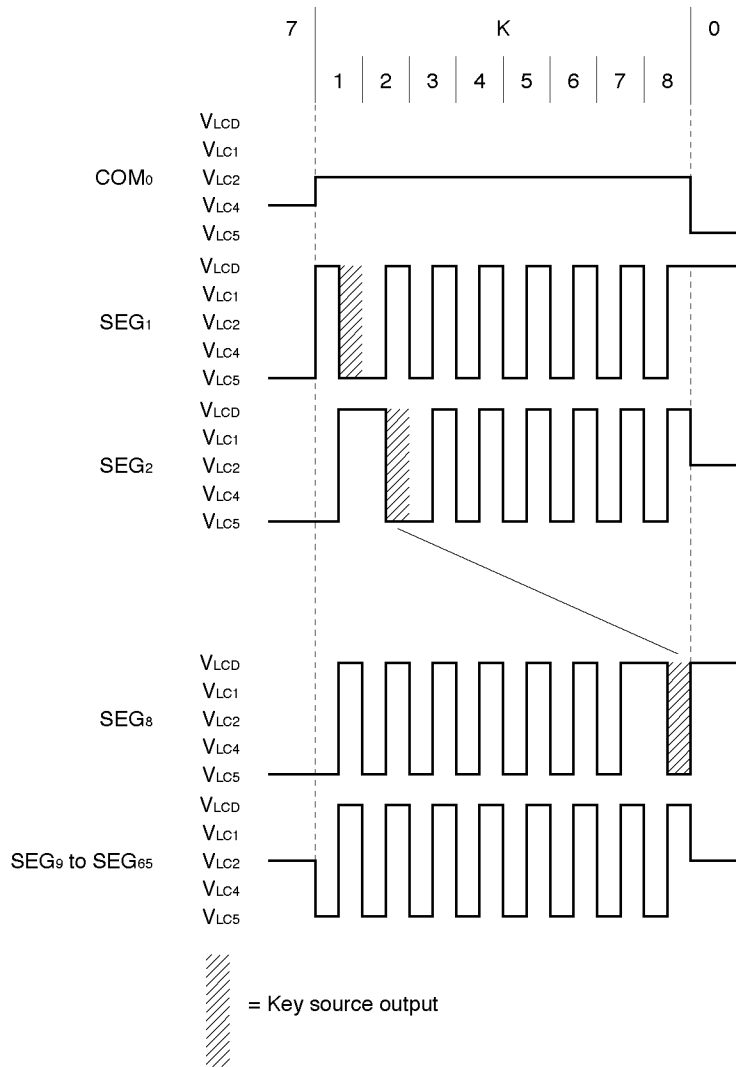 7 K 0
1 2 3 4 5 6 7 8
VLCD
VLC1
COM0 VLC2
VLC4
VLC5
VLCD
VLC1
SEG1 VLC2
VLC4
VLC5
VLCD
VLC1
SEG2 VLC2
VLC4
VLC5
VLCD
VLC1
SEG8 VLC2
VLC4
VLC5
VLCD
VLC1
SEG9 to SEG65 VLC2
VLC4
VLC5
= Key source output